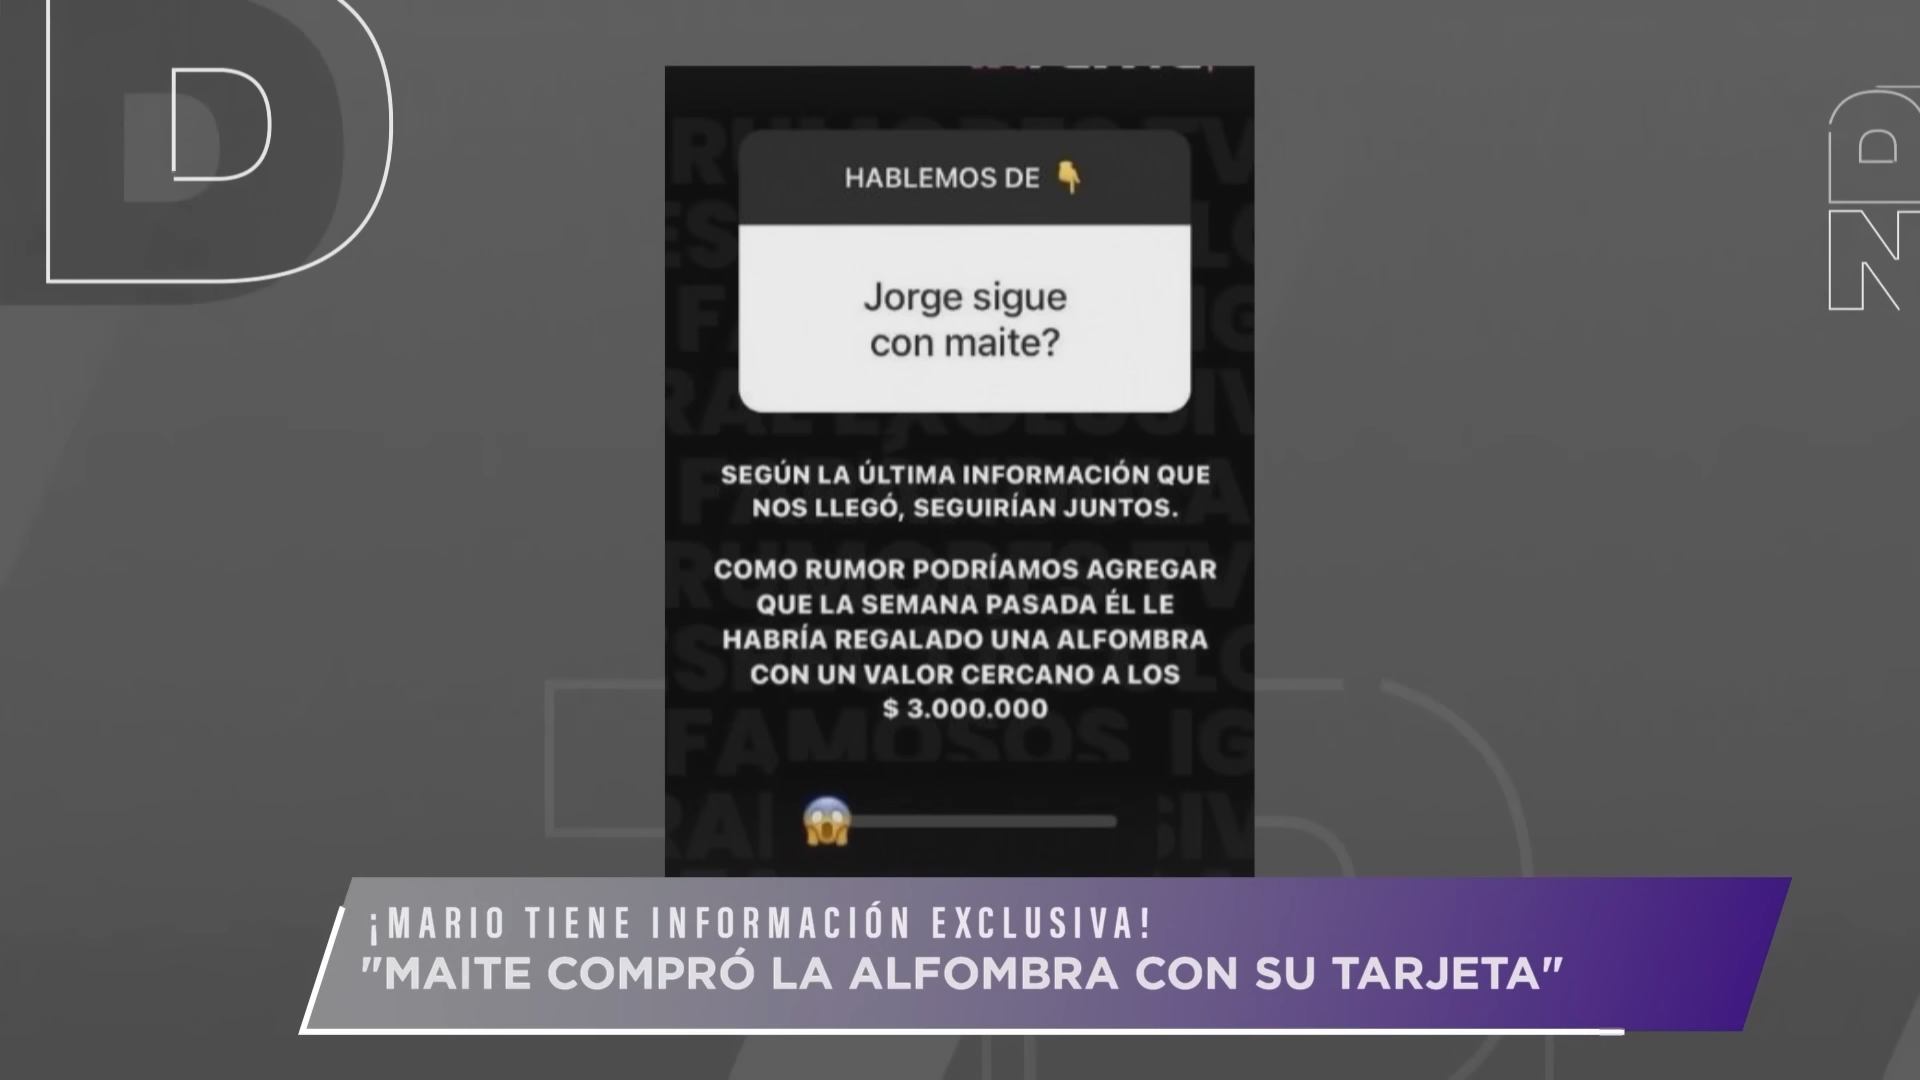 D
ZD
HABLEMOS DE 👇
Jorge sigue
con maite?
SEGÚN LA ÚLTIMA INFORMACIÓN QUE
NOS LLEGÓ, SEGUIRÍAN JUNTOS.
COMO RUMOR PODRÍAMOS AGREGAR
QUE LA SEMANA PASADA ÉL LE
HABRÍA REGALADO UNA ALFOMBRA
CON UN VALOR CERCANO A LOS
$ 3.000.000
¡MARIO TIENE INFORMACIÓN EXCLUSIVA!
"MAITE COMPRÓ LA ALFOMBRA CON SU TARJETA"